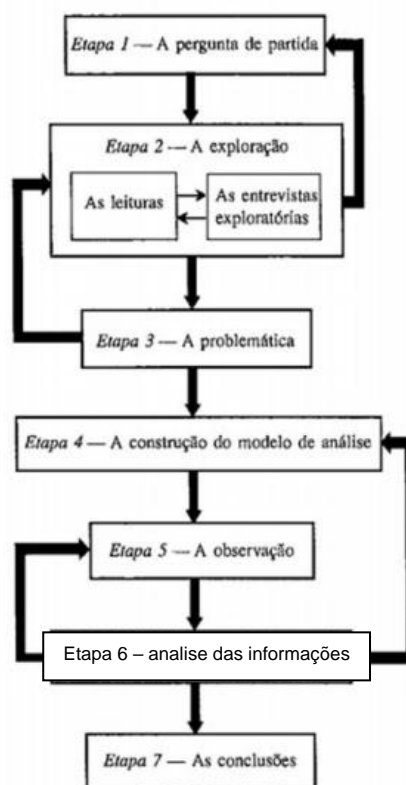 Etapa 1 — A pergunta de partida
Etapa 2 — A exploração
As leituras
As entrevistas
exploratórias
Etapa 3 — A problemática
Etapa 4 — A construção do modelo de análise
Etapa 5 — A observação
Etapa 6 – analise das informações
Etapa 7 — As conclusões